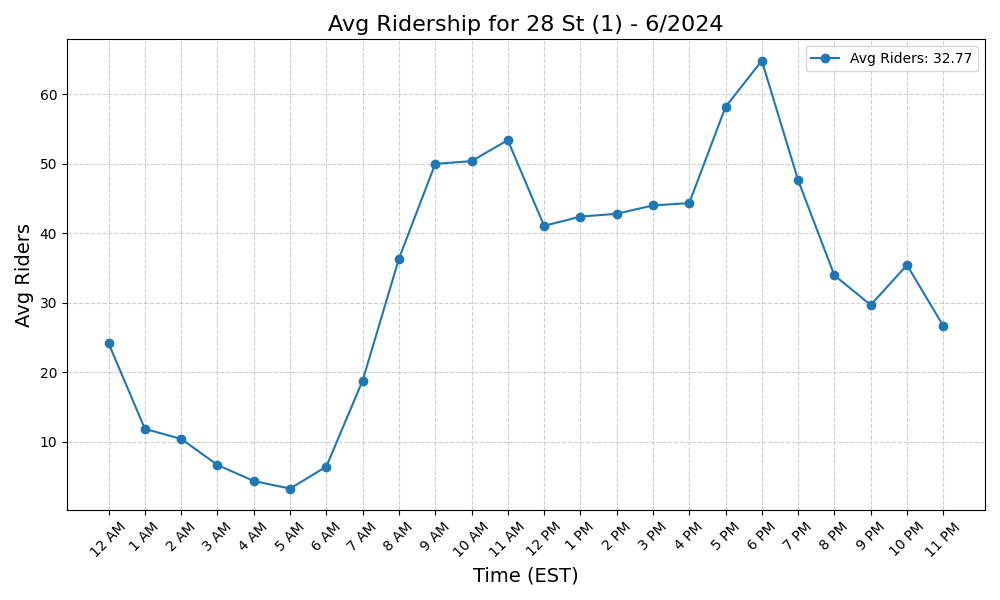 Avg Ridership for 28 St (1) - 6/2024
Avg Riders: 32.77
Avg Riders
60
50
40
30
20
10
12 AM
1 AM
2 AM
3 AM
4 AM
5 AM
6 AM
7 AM
8 AM
9 AM
10 AM
11 AM
12 PM
1 PM
2 PM
3 PM
4 PM
5 PM
6 PM
7 PM
8 PM
9 PM
10 PM
11 PM
Time (EST)